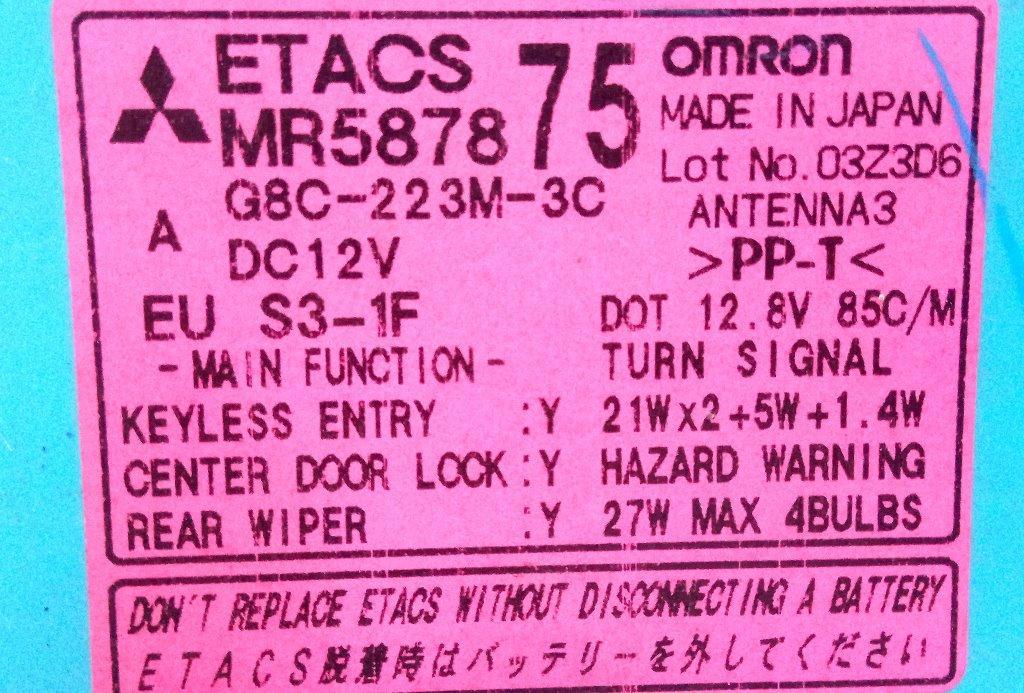 ETACS
MR587875
G8C-223M-3C
A
DC12V
EU S3-1F
-MAIN FUNCTION-
KEYLESS ENTRY :Y
CENTER DOOR LOCK:Y
REAR WIPER :Y
OMRON
MADE IN JAPAN
Lot No. 03Z3D6
ANTENNA3
>PP-T<
DOT 12.8V 85C/M
TURN SIGNAL
21Wx2+5W+1.4W
HAZARD WARNING
27W MAX 4BULBS
DON'T REPLACE ETACS WITHOUT DISCONNECTING A BATTERY
ETACS脱着時はバッテリーを外してください